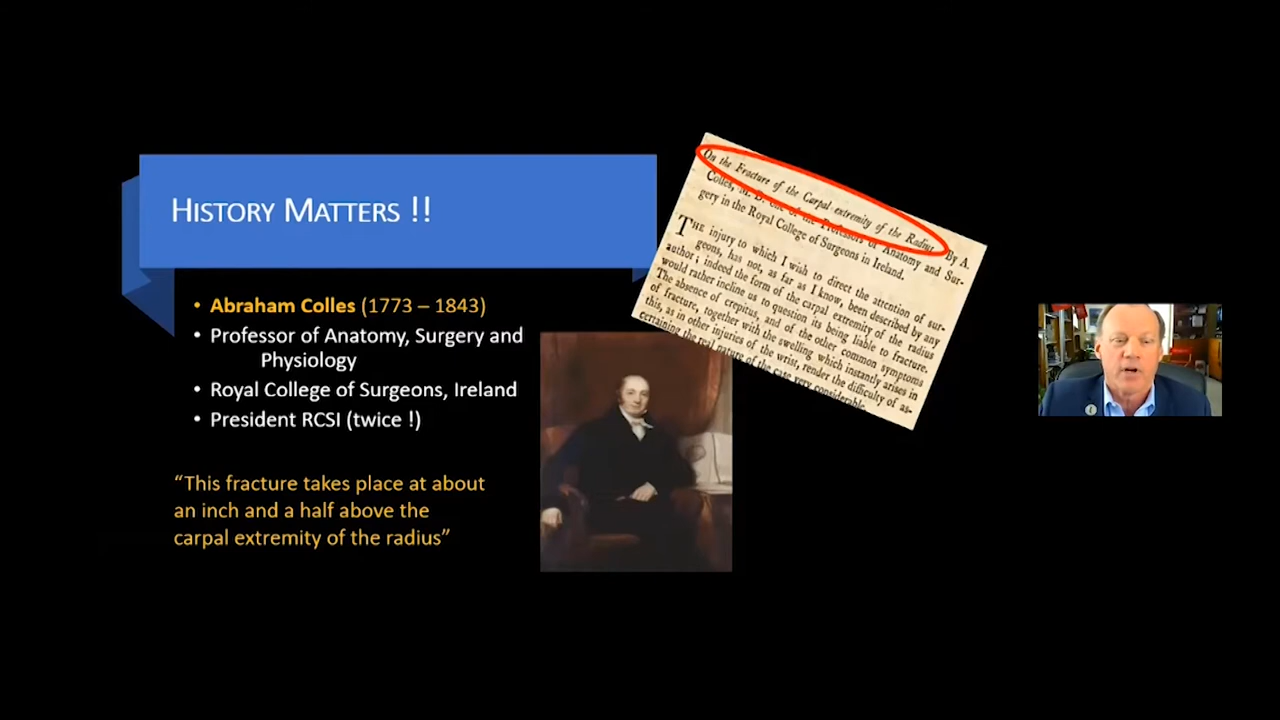 HISTORY MATTERS !!
• Abraham Colles (1773 – 1843)
• Professor of Anatomy, Surgery and
Physiology
• Royal College of Surgeons, Ireland
• President RCSI (twice !)
“This fracture takes place at about
an inch and a half above the
carpal extremity of the radius”
On the Fracture of the Carpal extremity of the Radius. By A.
Colles, M. D. one of the Professors of Anatomy and Sur-
gery in the Royal College of Surgeons in Ireland.
THE injury to which I wish to direct the attention of sur-
geons, has not, as far as I know, been described by any
author; indeed the form of the carpal extremity of the radius
would rather incline us to question its being liable to fracture.
The absence of crepitus, and of the other common symptoms
of fracture, together with the swelling which instantly arises in
this, as in other injuries of the wrist, render the difficulty of as-
certaining the real nature of the case very considerable.